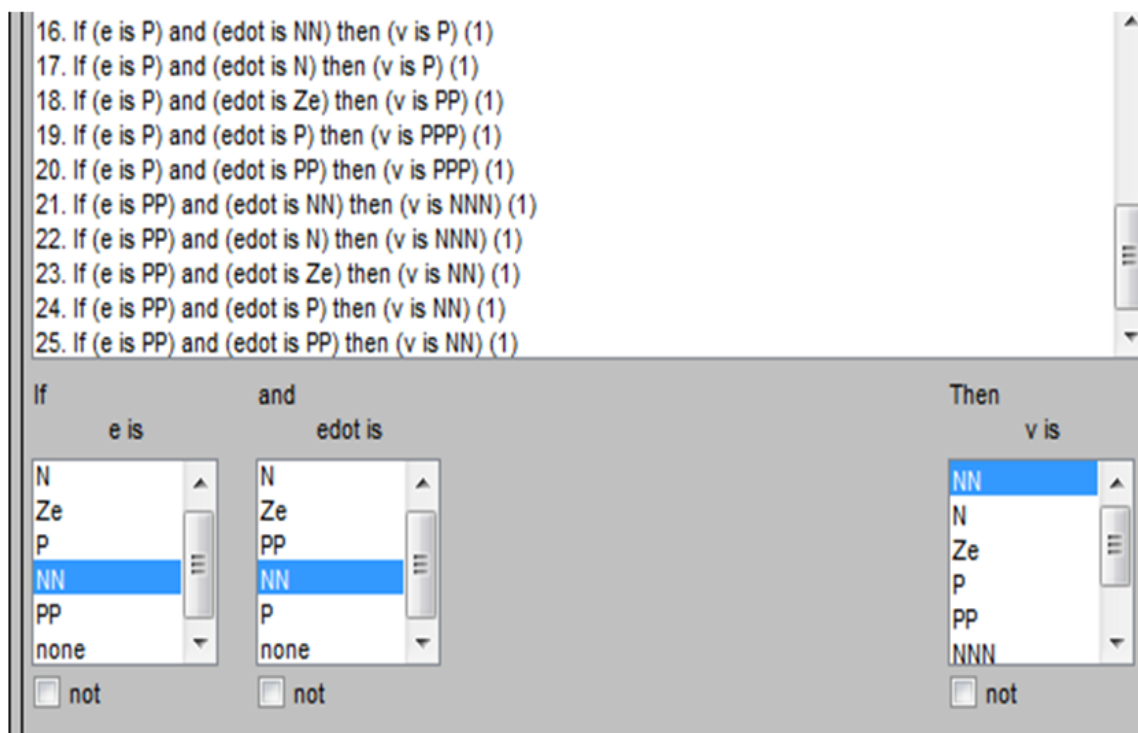 16. If (e is P) and (edot is NN) then (v is P) (1)
17. If (e is P) and (edot is N) then (v is P) (1)
18. If (e is P) and (edot is Ze) then (v is PP) (1)
19. If (e is P) and (edot is P) then (v is PPP) (1)
20. If (e is P) and (edot is PP) then (v is PPP) (1)
21. If (e is PP) and (edot is NN) then (v is NNN) (1)
22. If (e is PP) and (edot is N) then (v is NNN) (1)
23. If (e is PP) and (edot is Ze) then (v is NN) (1)
24. If (e is PP) and (edot is P) then (v is NN) (1)
25. If (e is PP) and (edot is PP) then (v is NN) (1)
If and Then
e is edot is v is
N N NN
Ze Ze N
P PP Ze
NN NN P
PP P PP
none none NNN
not not not